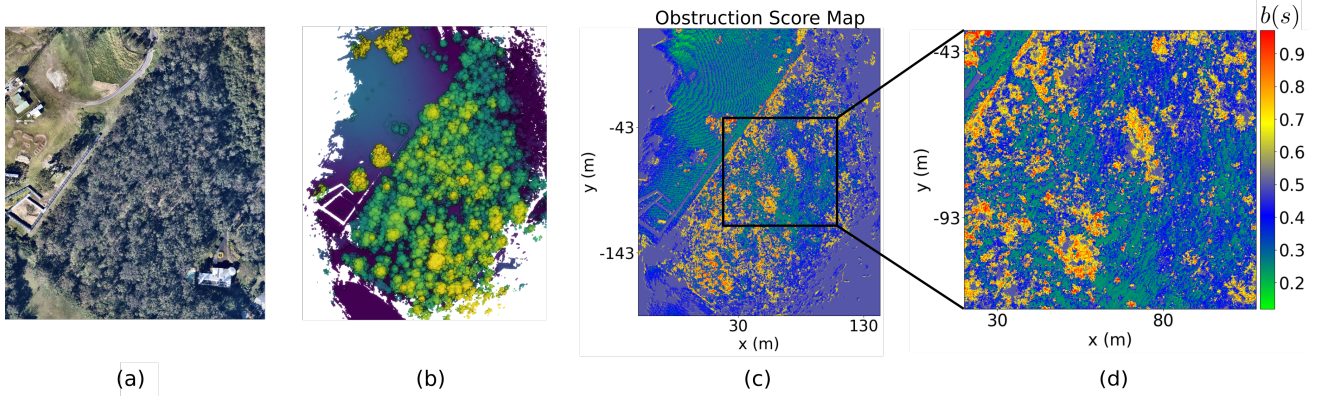 Obstruction Score Map
b(s)
-43
-143
y (m)
30
130
x (m)
-43
-93
y (m)
30
80
x (m)
0.9
0.8
0.7
0.6
0.5
0.4
0.3
0.2
(a)
(b)
(c)
(d)